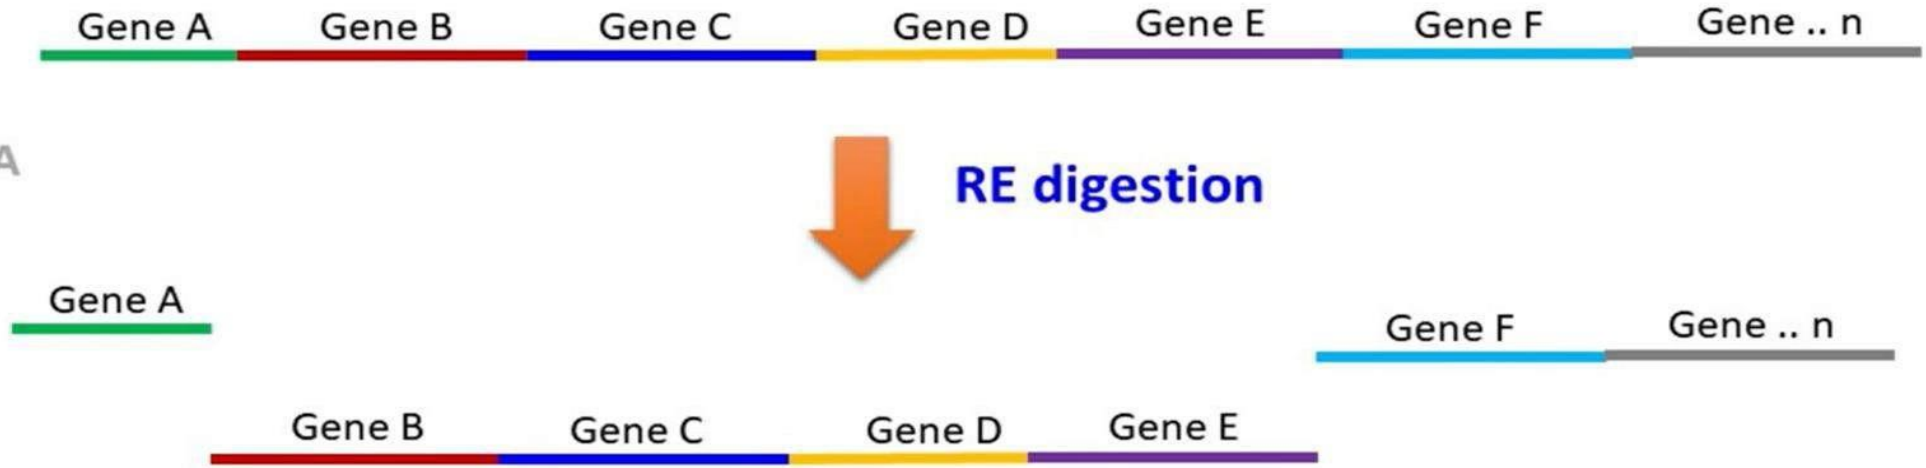 Gene A Gene B Gene C Gene D Gene E Gene F Gene .. n
A
RE digestion
Gene A
Gene F Gene .. n
Gene B Gene C Gene D Gene E